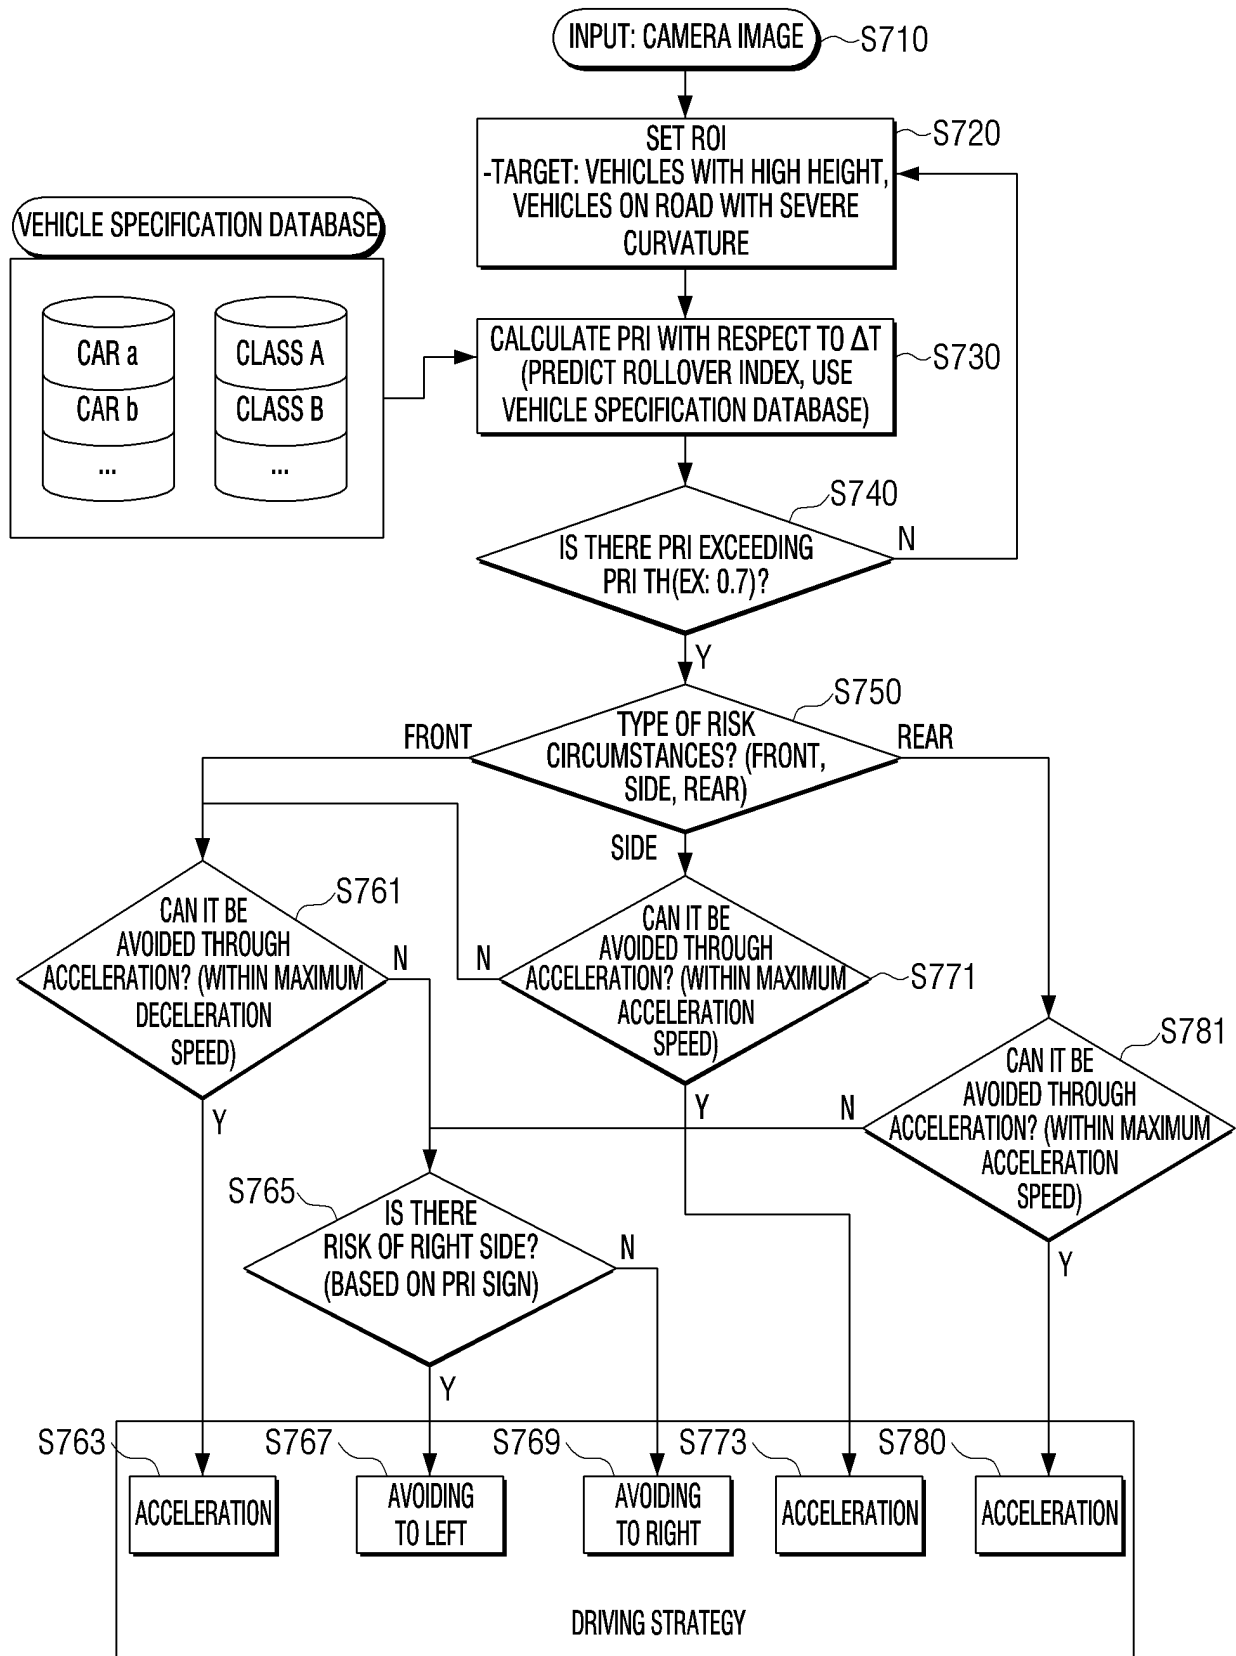 INPUT: CAMERA IMAGE
S710
SET ROI
-TARGET: VEHICLES WITH HIGH HEIGHT,
VEHICLES ON ROAD WITH SEVERE
CURVATURE
S720
VEHICLE SPECIFICATION DATABASE
CAR a
CAR b
...
CLASS A
CLASS B
...
CALCULATE PRI WITH RESPECT TO ΔT
(PREDICT ROLLOVER INDEX, USE
VEHICLE SPECIFICATION DATABASE)
S730
IS THERE PRI EXCEEDING
PRI TH(EX: 0.7)?
S740
N
Y
TYPE OF RISK
CIRCUMSTANCES? (FRONT,
SIDE, REAR)
S750
FRONT
SIDE
REAR
CAN IT BE
AVOIDED THROUGH
ACCELERATION? (WITHIN MAXIMUM
DECELERATION
SPEED)
S761
N
Y
CAN IT BE
AVOIDED THROUGH
ACCELERATION? (WITHIN MAXIMUM
ACCELERATION
SPEED)
S771
N
Y
CAN IT BE
AVOIDED THROUGH
ACCELERATION? (WITHIN MAXIMUM
ACCELERATION
SPEED)
S781
N
Y
S765
IS THERE
RISK OF RIGHT SIDE?
(BASED ON PRI SIGN)
N
Y
S763
ACCELERATION
S767
AVOIDING
TO LEFT
S769
AVOIDING
TO RIGHT
S773
ACCELERATION
S780
ACCELERATION
DRIVING STRATEGY